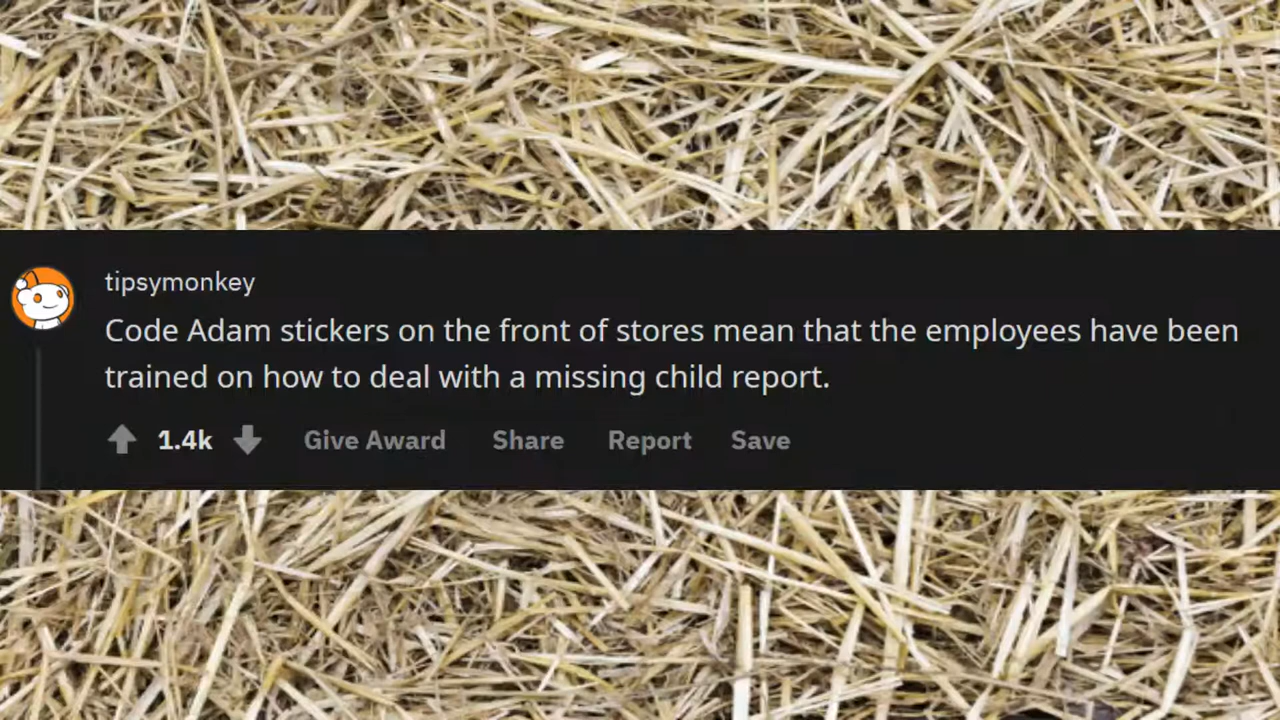 tipsymonkey
Code Adam stickers on the front of stores mean that the employees have been
trained on how to deal with a missing child report.
1.4k Give Award Share Report Save